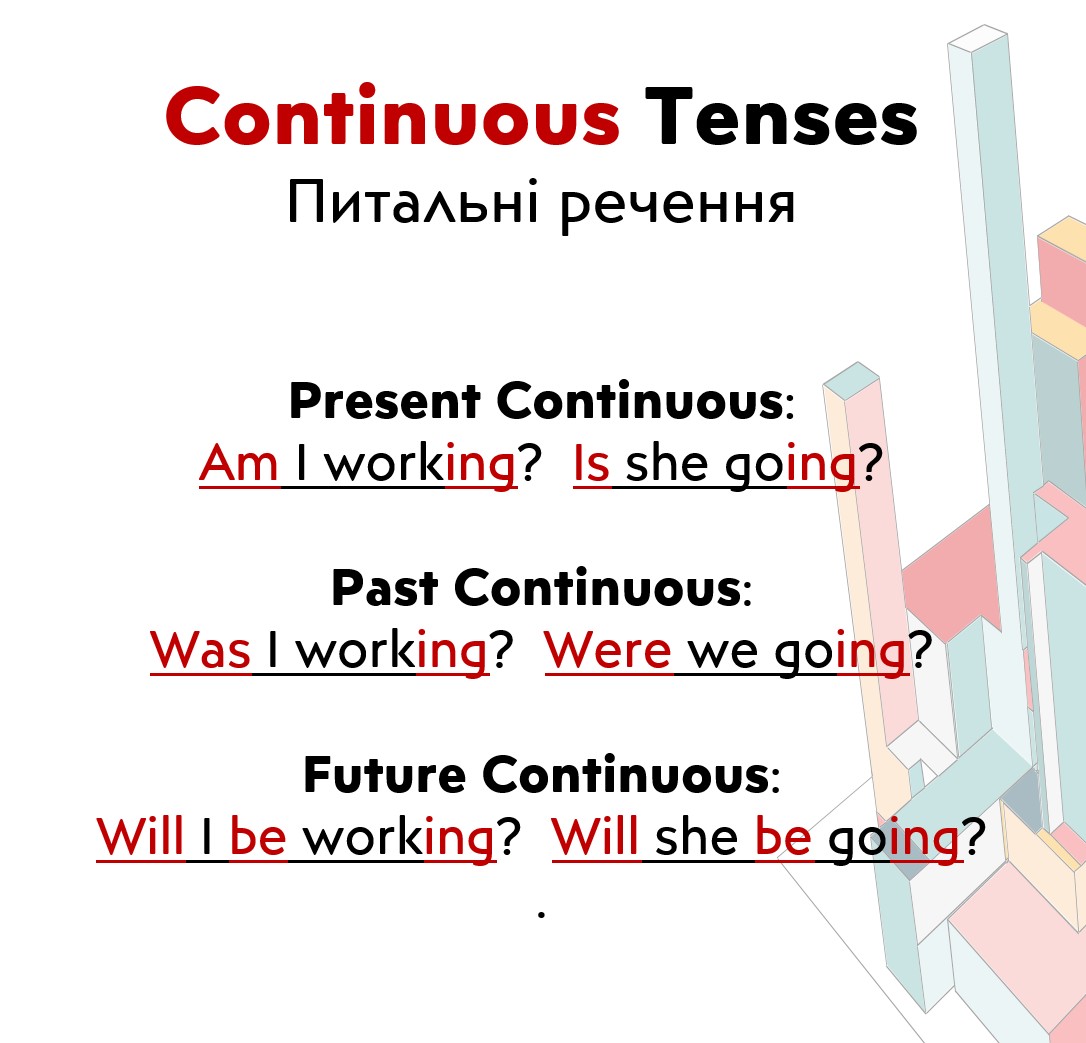 Continuous Tenses
Питальні речення
Present Continuous:
Am I working? Is she going?
Past Continuous:
Was I working? Were we going?
Future Continuous:
Will I be working? Will she be going?
.